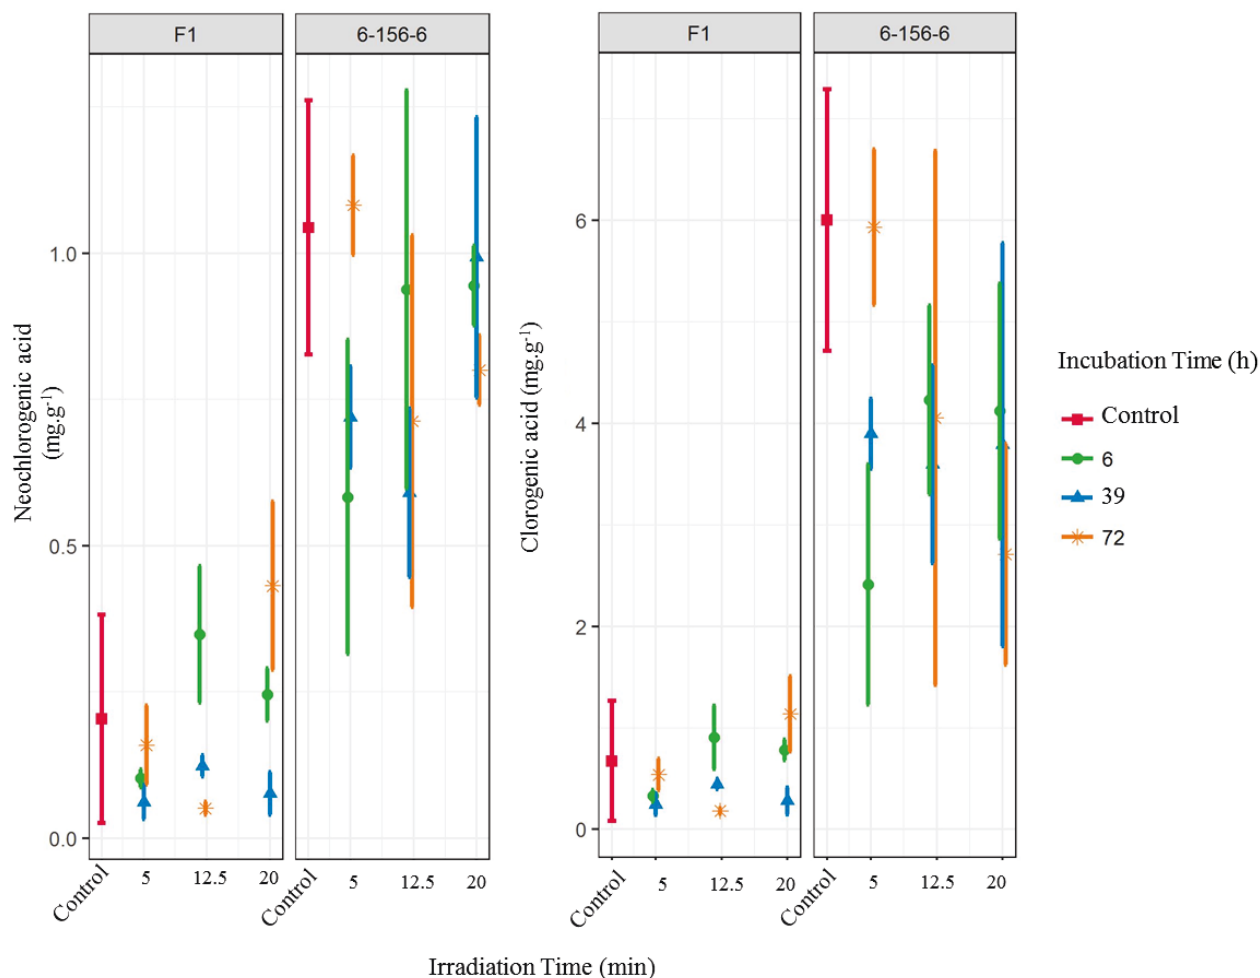 F1
6-156-6
F1
6-156-6
1.0
0.5
0.0
Neochlorogenic acid
(mg.g⁻¹)
Control
5
12.5
20
Control
5
12.5
20
6
4
2
0
Clorogenic acid (mg.g⁻¹)
Control
5
12.5
20
Control
5
12.5
20
Irradiation Time (min)
Incubation Time (h)
Control
6
39
72